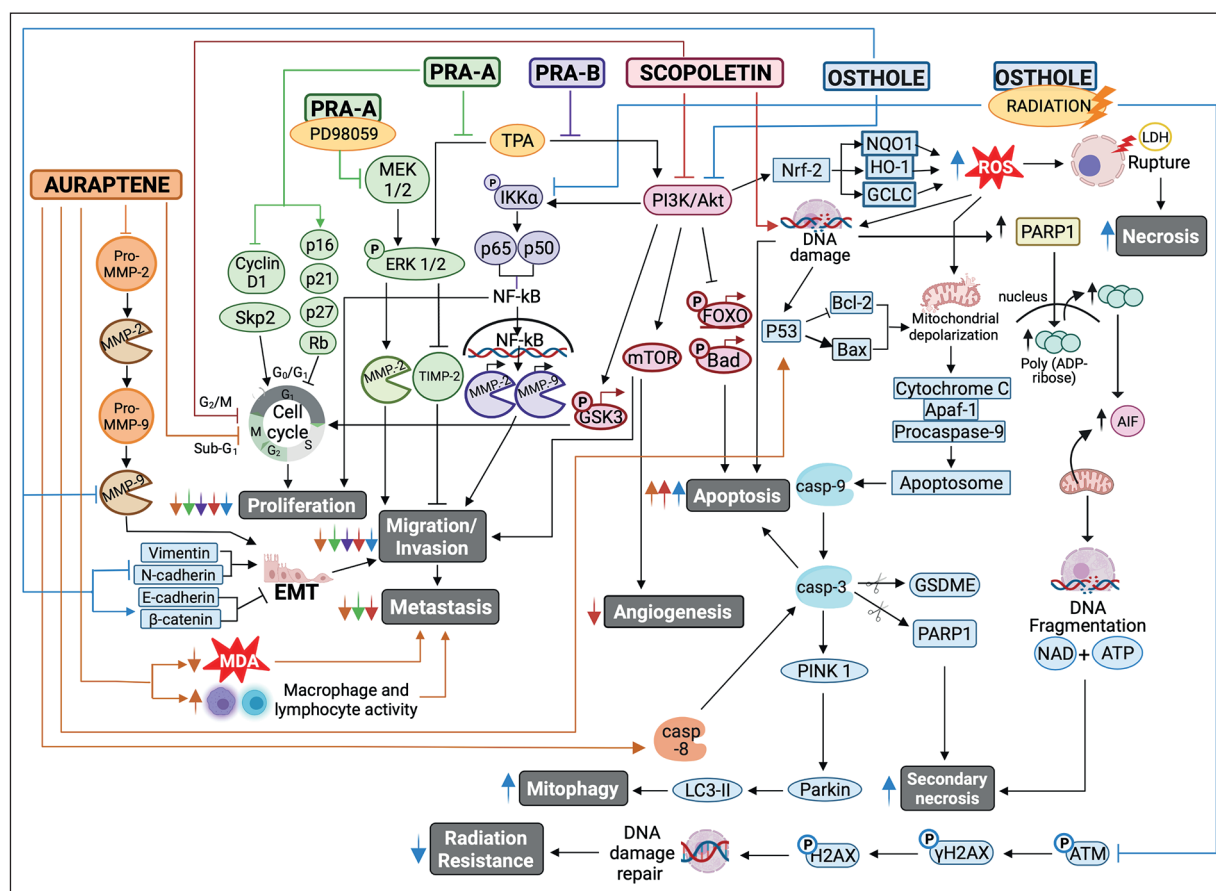 PRA-A
PRA-B
SCOPOLETIN
OSTHOLE
OSTHOLE
RADIATION
PRA-A
PD98059
TPA
MEK
1/2
P
IKKα
PI3K/Akt
Nrf-2
NQO1
HO-1
GCLC
ROS
LDH
Rupture
Necrosis
AURAPTENE
Pro-
MMP-2
MMP-2
Pro-
MMP-9
MMP-9
Cyclin
D1
Skp2
p16
p21
p27
Rb
P
ERK 1/2
p65
p50
NF-kB
NF-kB
MMP-2
TIMP-2
MMP-2
MMP-9
DNA
damage
PARP1
nucleus
Poly (ADP-
ribose)
AIF
P
FOXO
P
Bad
mTOR
P
GSK3
P53
Bcl-2
Bax
Mitochondrial
depolarization
Cytochrome C
Apaf-1
Procaspase-9
Apoptosome
casp-9
G₀/G₁
G₂/M
Sub-G₁
G₁
S
G₂
M
Cell
cycle
Proliferation
Migration/
Invasion
Metastasis
Apoptosis
Angiogenesis
Vimentin
N-cadherin
E-cadherin
β-catenin
EMT
MDA
Macrophage and
lymphocyte activity
casp
-8
casp-3
GSDME
PARP1
PINK 1
Parkin
LC3-II
Mitophagy
DNA
Fragmentation
NAD
+
ATP
Secondary
necrosis
Radiation
Resistance
DNA
damage
repair
P
H2AX
P
γH2AX
P
ATM